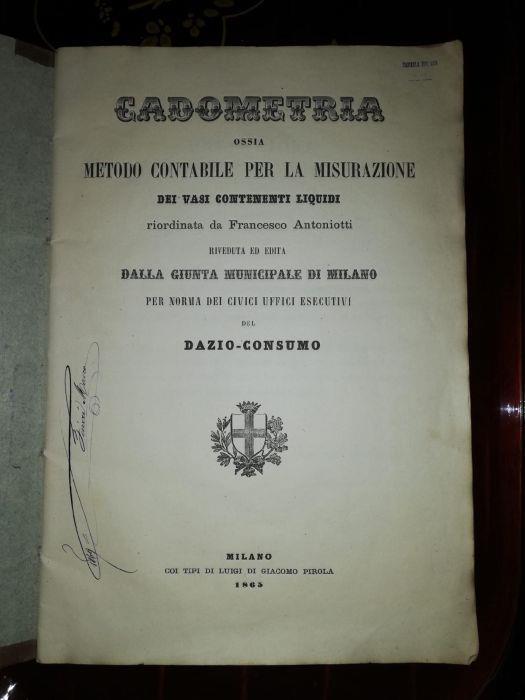 CADOMETRIA
OSSIA
METODO CONTABILE PER LA MISURAZIONE
DEI VASI CONTENENTI LIQUIDI
riordinata da Francesco Antoniotti
RIVEDUTA ED EDITA
DALLA GIUNTA MUNICIPALE DI MILANO
PER NORMA DEI CIVICI UFFICI ESECUTIVI
DEL
DAZIO-CONSUMO
MILANO
COI TIPI DI LUIGI DI GIACOMO PIROLA
1865